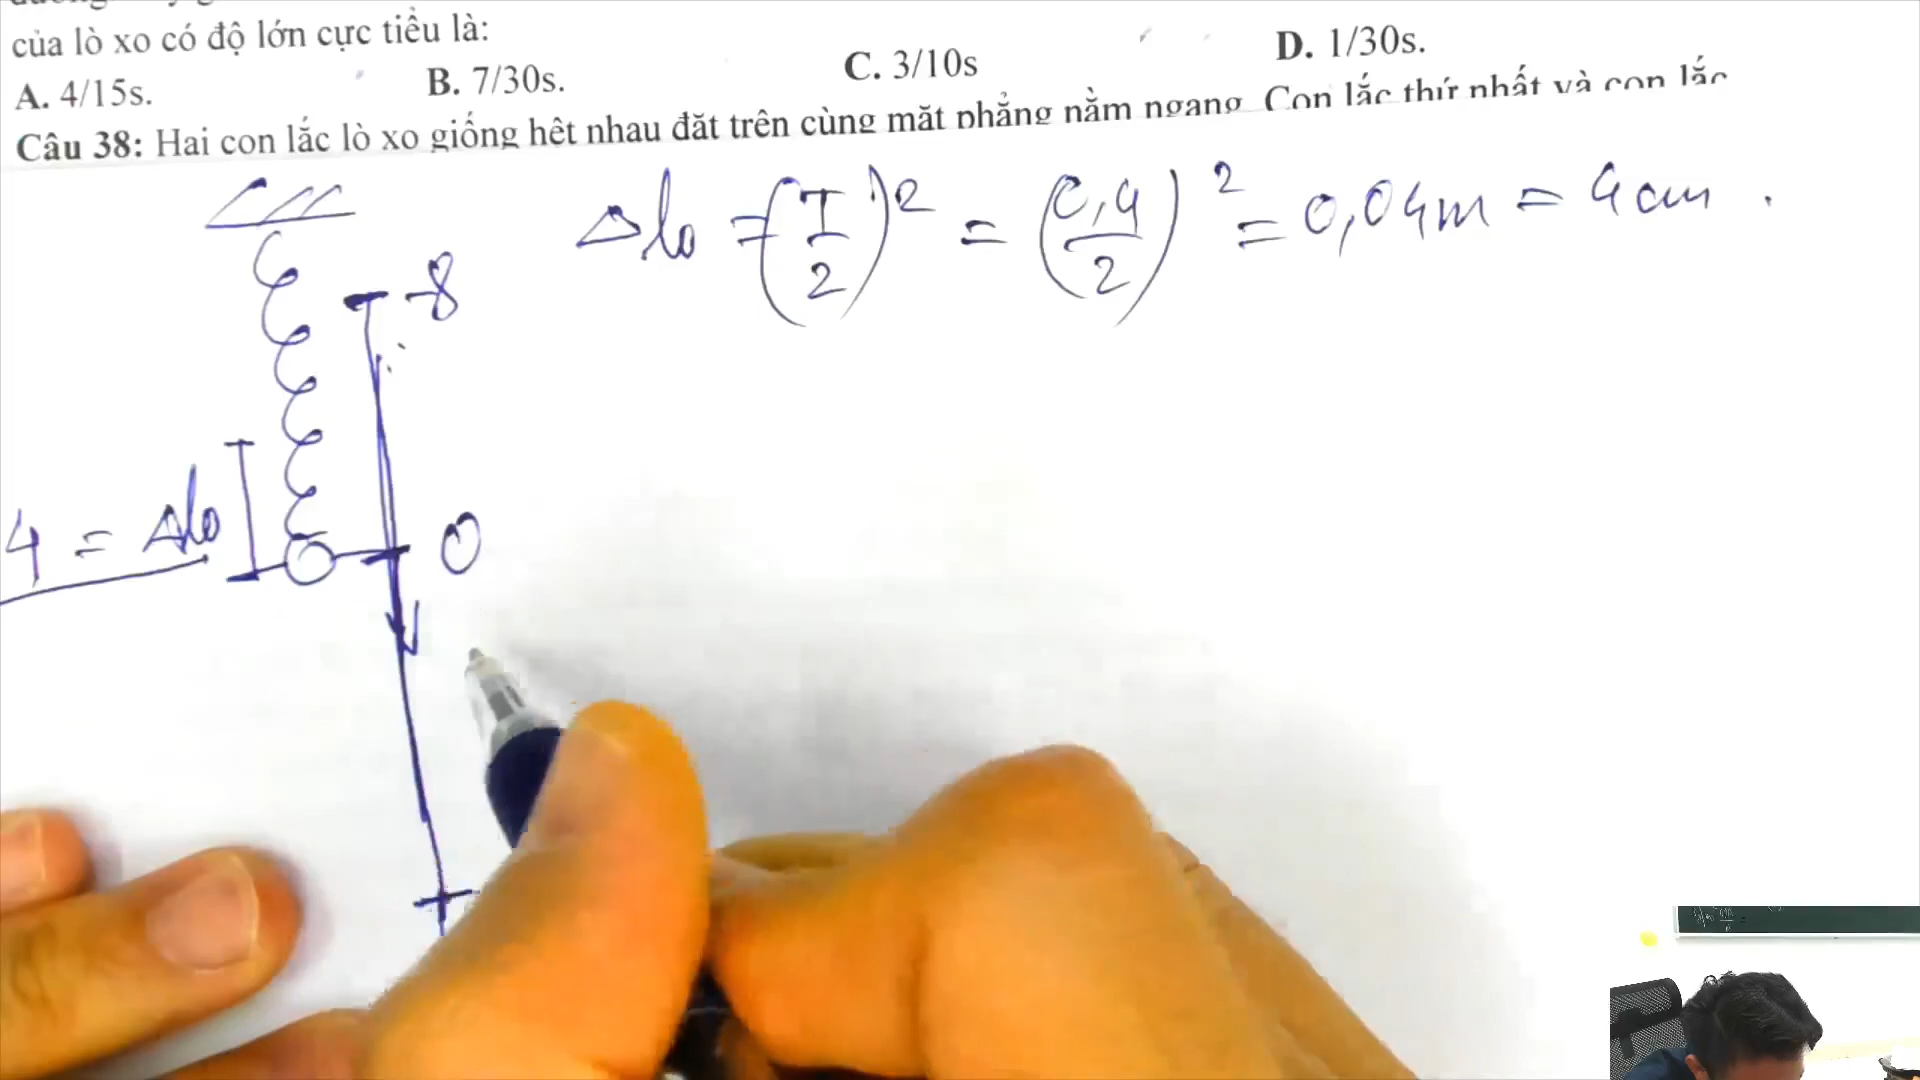 của lò xo có độ lớn cực tiểu là:
A. 4/15s. B. 7/30s. C. 3/10s D. 1/30s.
Câu 38: Hai con lắc lò xo giống hệt nhau đặt trên cùng mặt phẳng nằm ngang. Con lắc thứ nhất và con lắc
Δl₀ = (T/2)² = (0,4/2)² = 0,04m = 4cm.
-8
4 = Δl₀
O